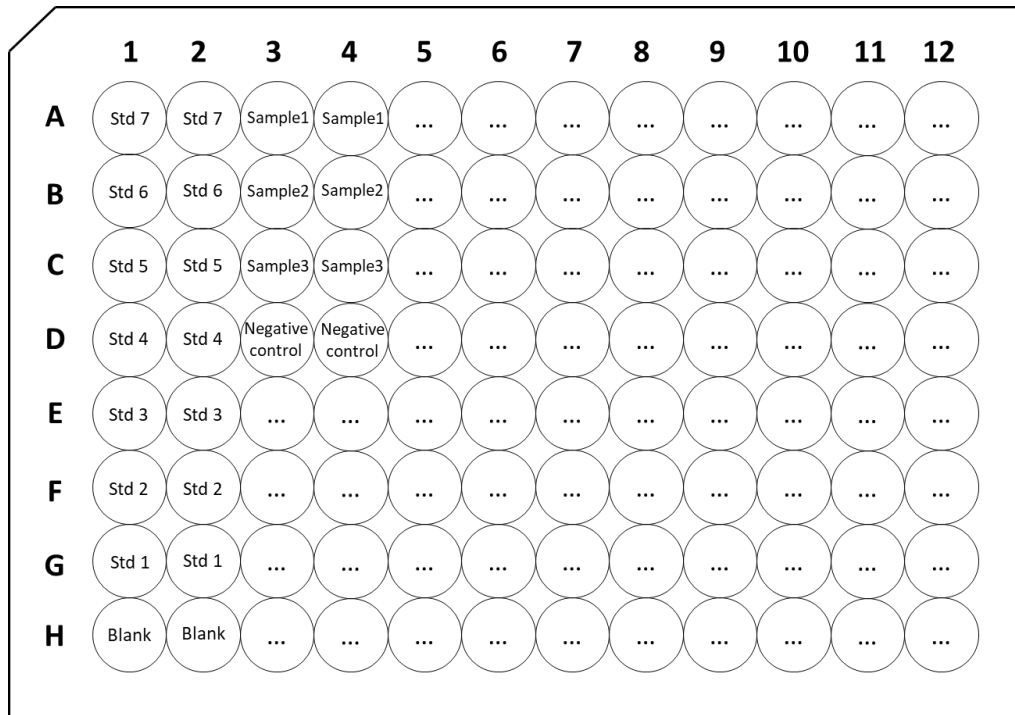 1 2 3 4 5 6 7 8 9 10 11 12
A Std 7 Std 7 Sample1 Sample1 ... ... ... ... ... ... ... ...
B Std 6 Std 6 Sample2 Sample2 ... ... ... ... ... ... ... ...
C Std 5 Std 5 Sample3 Sample3 ... ... ... ... ... ... ... ...
D Std 4 Std 4 Negative control Negative control ... ... ... ... ... ... ... ...
E Std 3 Std 3 ... ... ... ... ... ... ... ... ... ...
F Std 2 Std 2 ... ... ... ... ... ... ... ... ... ...
G Std 1 Std 1 ... ... ... ... ... ... ... ... ... ...
H Blank Blank ... ... ... ... ... ... ... ... ... ...